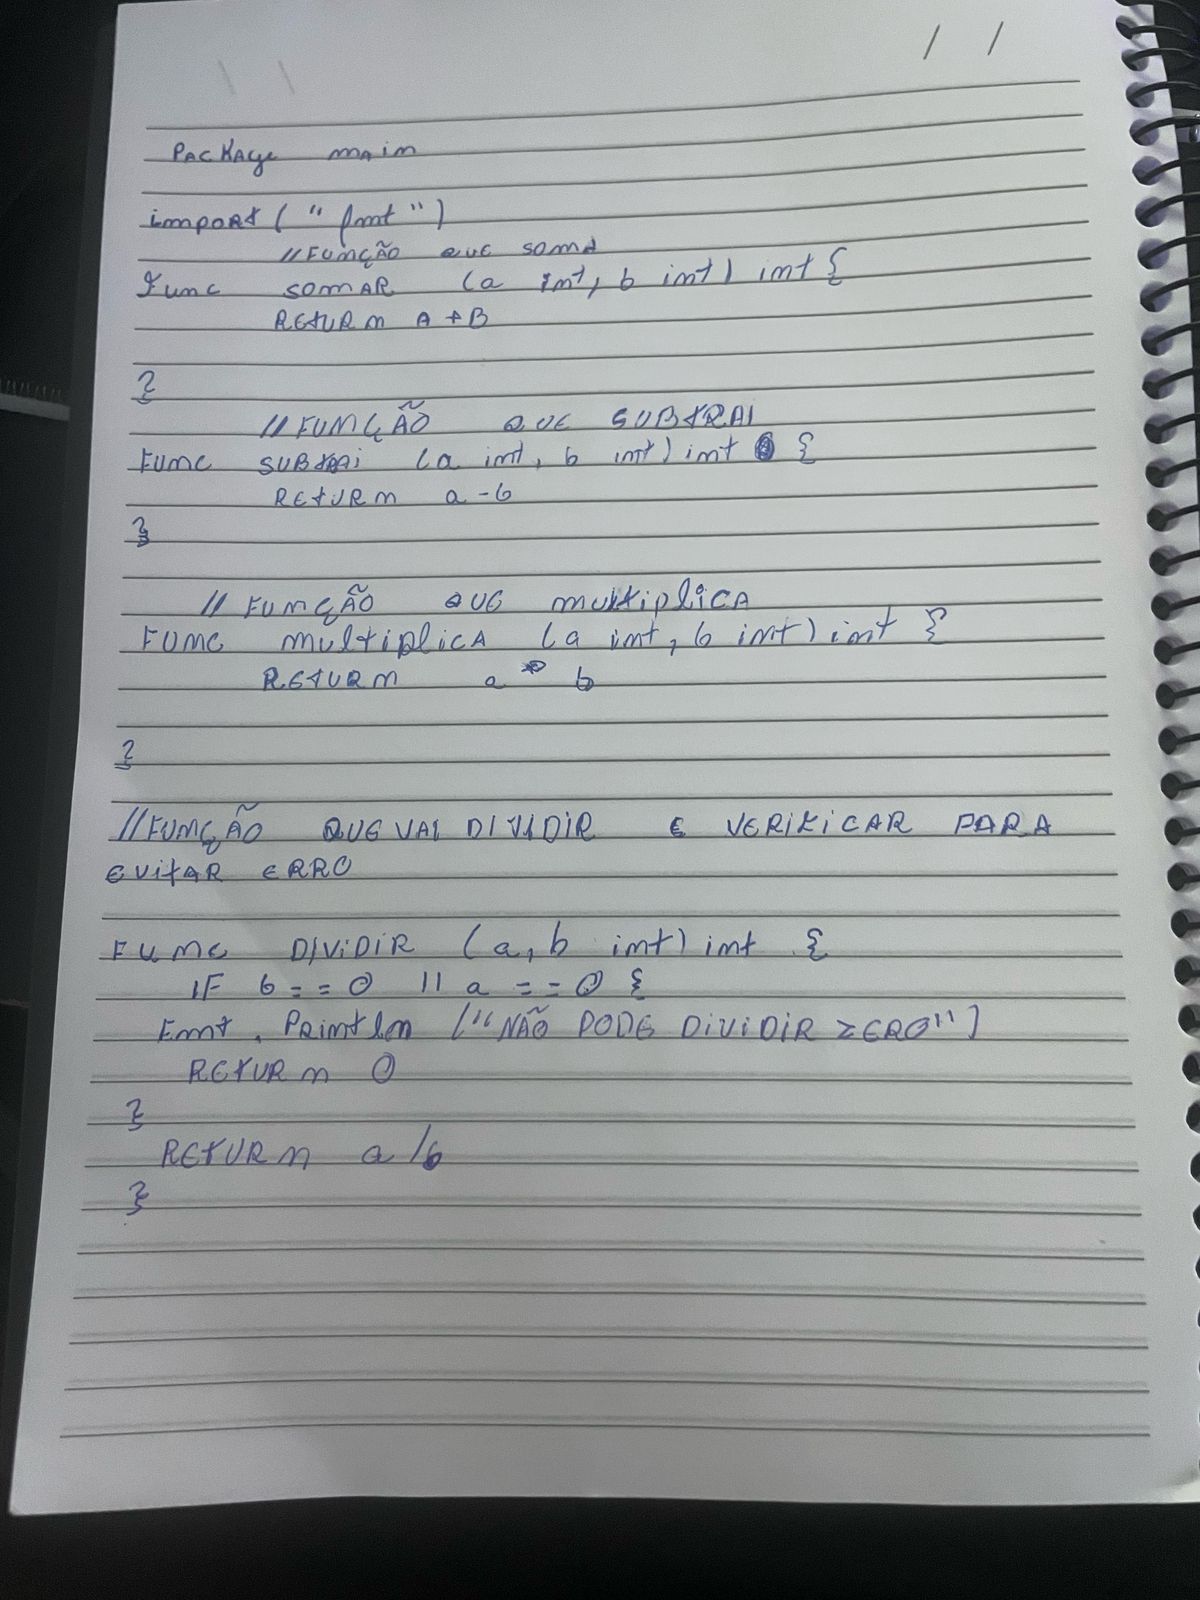 / /
Package main
import ( " fmt " )
//FUNÇÃO QUE SOMA
Func SOMAR (a int, b int) int {
RETURN A + B
}
//FUNÇÃO QUE SUBTRAI
FUNC SUBTRAI (a int, b int) int {
RETURN a - b
}
// FUNÇÃO QUE multiplicA
FUNC multiplicA (a int, b int) int {
RETURN a * b
}
//FUNÇÃO QUE VAI DIVIDIR E VERIFICAR PARA
EVITAR ERRO
FUNC DIVIDIR (a, b int) int {
IF b == 0 || a == 0 {
Fmt . Println ("NÃO PODE DIVIDIR ZERO")
RETURN 0
}
RETURN a / b
}